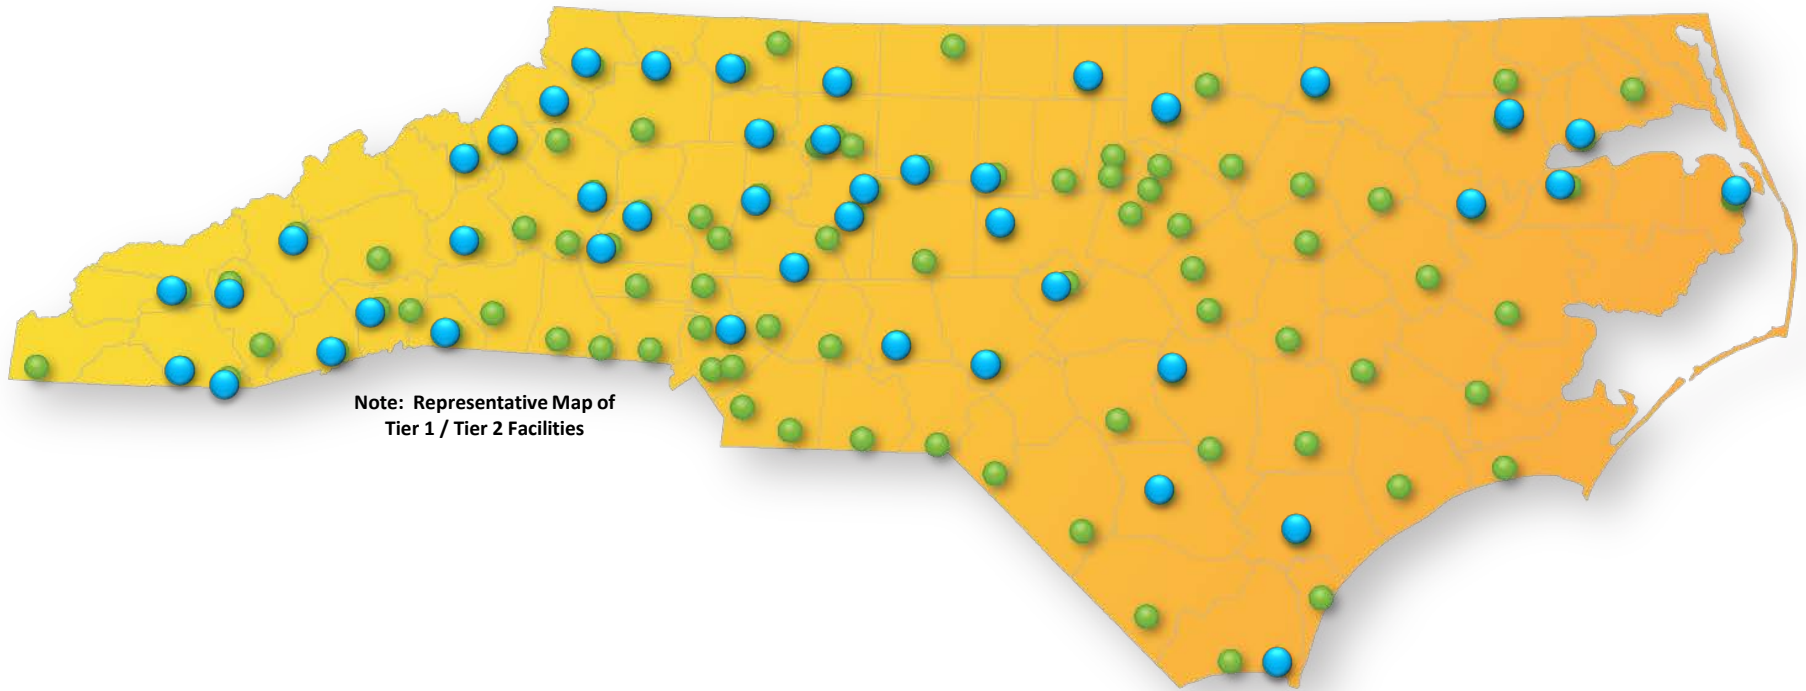 Note: Representative Map of
Tier 1 / Tier 2 Facilities